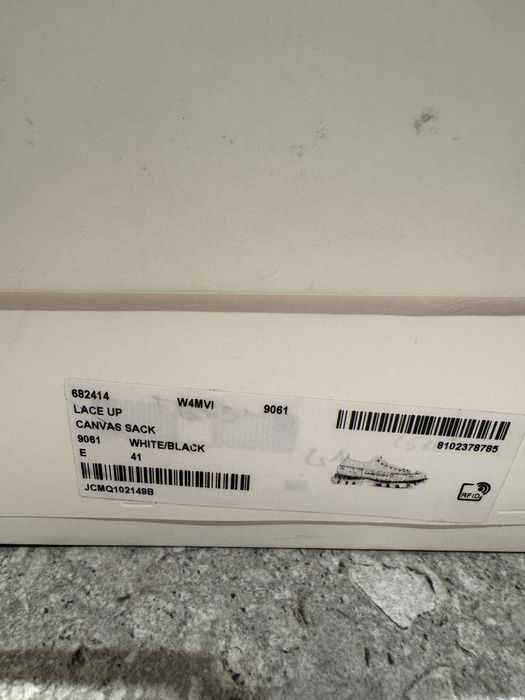 682414 W4MVI 9061
LACE UP
CANVAS SACK
9061 WHITE/BLACK
E 41
JCMQ102149B
8102378785
RFID